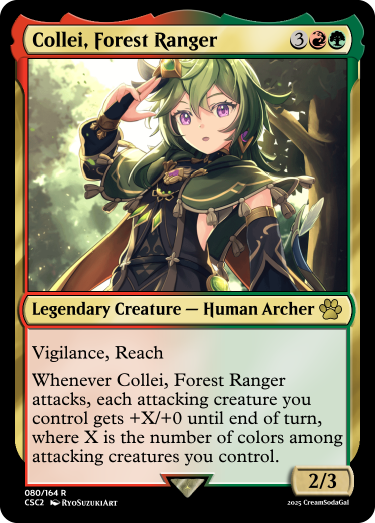 Collei, Forest Ranger 3
Legendary Creature — Human Archer
Vigilance, Reach
Whenever Collei, Forest Ranger
attacks, each attacking creature you
control gets +X/+0 until end of turn,
where X is the number of colors among
attacking creatures you control.
2/3
080/164 R
CSC2 RyoSuzukiArt
2025 CreamSodaGal